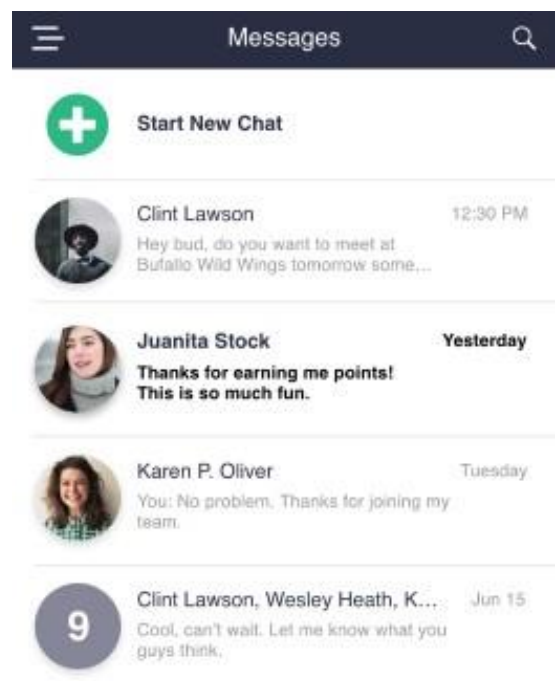 Messages
Start New Chat
Clint Lawson
12:30 PM
Hey bud, do you want to meet at
Bufallo Wild Wings tomorrow some...
Juanita Stock
Yesterday
Thanks for earning me points!
This is so much fun.
Karen P. Oliver
Tuesday
You: No problem. Thanks for joining my
team.
9
Clint Lawson, Wesley Heath, K...
Jun 15
Cool, can't wait. Let me know what you
guys think.